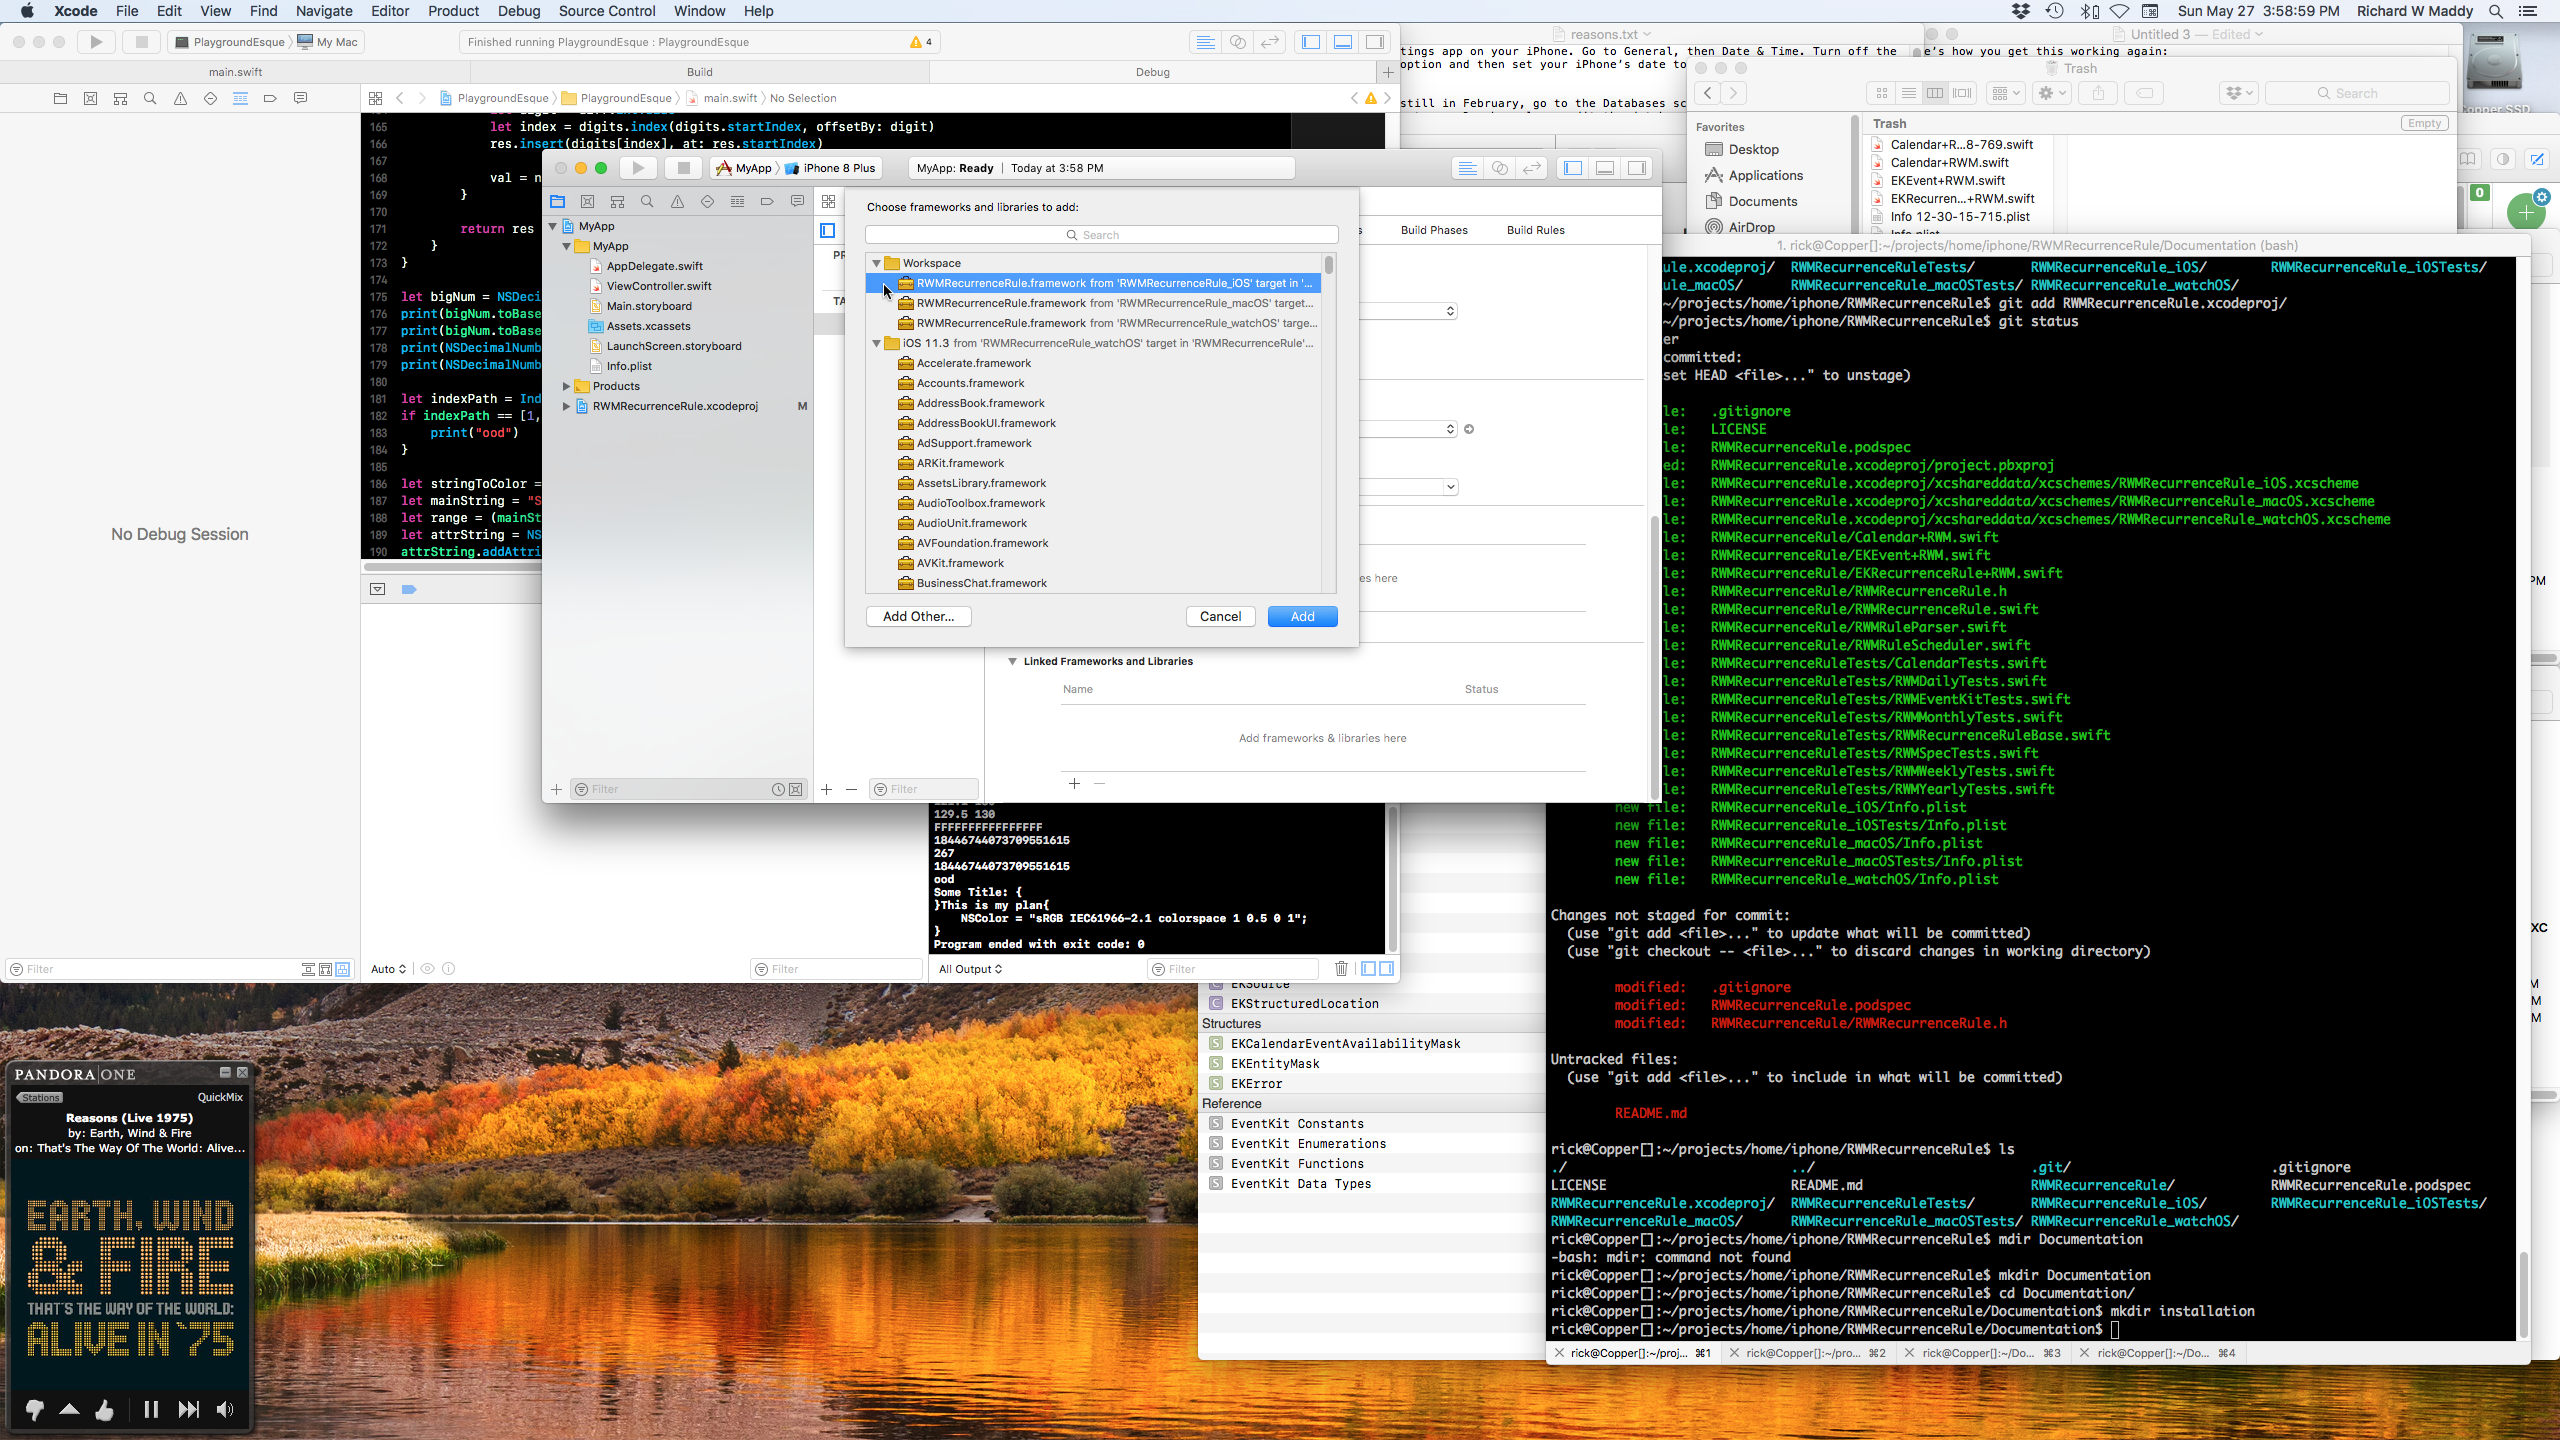 Xcode File Edit View Find Navigate Editor Product Debug Source Control Window Help
Sun May 27 3:58:59 PM Richard W Maddy
PlaygroundEsque My Mac
Finished running PlaygroundEsque : PlaygroundEsque
4
main.swift Build Debug
PlaygroundEsque PlaygroundEsque main.swift No Selection
165 let index = digits.index(digits.startIndex, offsetBy: digit)
166 res.insert(digits[index], at: res.startIndex)
167
168 val = n
169 }
170
171 return res
172 }
173 }
174
175 let bigNum = NSDeci
176 print(bigNum.toBase
177 print(bigNum.toBase
178 print(NSDecimalNumb
179 print(NSDecimalNumb
180
181 let indexPath = Ind
182 if indexPath == [1,
183 print("ood")
184 }
185
186 let stringToColor =
187 let mainString = "S
188 let range = (mainSt
189 let attrString = NS
190 attrString.addAttri
No Debug Session
Filter
Auto
Filter
129.5 130
FFFFFFFFFFFFFFFF
18446744073709551615
267
18446744073709551615
ood
Some Title: {
}This is my plan{
NSColor = "sRGB IEC61966-2.1 colorspace 1 0.5 0 1";
}
Program ended with exit code: 0
All Output
Filter
MyApp iPhone 8 Plus
MyApp: Ready | Today at 3:58 PM
MyApp
MyApp
AppDelegate.swift
ViewController.swift
Main.storyboard
Assets.xcassets
LaunchScreen.storyboard
Info.plist
Products
RWMRecurrenceRule.xcodeproj M
Filter
Filter
PR
TA
Build Phases Build Rules
Choose frameworks and libraries to add:
Search
Workspace
RWMRecurrenceRule.framework from 'RWMRecurrenceRule_iOS' target in '...
RWMRecurrenceRule.framework from 'RWMRecurrenceRule_macOS' target...
RWMRecurrenceRule.framework from 'RWMRecurrenceRule_watchOS' targe...
iOS 11.3 from 'RWMRecurrenceRule_watchOS' target in 'RWMRecurrenceRule'...
Accelerate.framework
Accounts.framework
AddressBook.framework
AddressBookUI.framework
AdSupport.framework
ARKit.framework
AssetsLibrary.framework
AudioToolbox.framework
AudioUnit.framework
AVFoundation.framework
AVKit.framework
BusinessChat.framework
Add Other... Cancel Add
es here
Linked Frameworks and Libraries
Name Status
Add frameworks & libraries here
reasons.txt
tings app on your iPhone. Go to General, then Date & Time. Turn off the
option and then set your iPhone's date to
still in February, go to the Databases sc
Untitled 3 — Edited
e's how you get this working again:
Trash
Search
Favorites
Desktop
Applications
Documents
AirDrop
Trash Empty
Calendar+R...8-769.swift
Calendar+RWM.swift
EKEvent+RWM.swift
EKRecurren...+RWM.swift
Info 12-30-15-715.plist
0
1. rick@Copper[]:~/projects/home/iphone/RWMRecurrenceRule/Documentation (bash)
ule.xcodeproj/ RWMRecurrenceRuleTests/ RWMRecurrenceRule_iOS/ RWMRecurrenceRule_iOSTests/
ule_macOS/ RWMRecurrenceRule_macOSTests/ RWMRecurrenceRule_watchOS/
~/projects/home/iphone/RWMRecurrenceRule$ git add RWMRecurrenceRule.xcodeproj/
~/projects/home/iphone/RWMRecurrenceRule$ git status
er
committed:
set HEAD <file>..." to unstage)
le: .gitignore
le: LICENSE
le: RWMRecurrenceRule.podspec
ed: RWMRecurrenceRule.xcodeproj/project.pbxproj
le: RWMRecurrenceRule.xcodeproj/xcshareddata/xcschemes/RWMRecurrenceRule_iOS.xcscheme
le: RWMRecurrenceRule.xcodeproj/xcshareddata/xcschemes/RWMRecurrenceRule_macOS.xcscheme
le: RWMRecurrenceRule.xcodeproj/xcshareddata/xcschemes/RWMRecurrenceRule_watchOS.xcscheme
le: RWMRecurrenceRule/Calendar+RWM.swift
le: RWMRecurrenceRule/EKEvent+RWM.swift
le: RWMRecurrenceRule/EKRecurrenceRule+RWM.swift
le: RWMRecurrenceRule/RWMRecurrenceRule.h
le: RWMRecurrenceRule/RWMRecurrenceRule.swift
le: RWMRecurrenceRule/RWMRuleParser.swift
le: RWMRecurrenceRule/RWMRuleScheduler.swift
le: RWMRecurrenceRuleTests/CalendarTests.swift
le: RWMRecurrenceRuleTests/RWMDailyTests.swift
le: RWMRecurrenceRuleTests/RWMEventKitTests.swift
le: RWMRecurrenceRuleTests/RWMMonthlyTests.swift
le: RWMRecurrenceRuleTests/RWMRecurrenceRuleBase.swift
le: RWMRecurrenceRuleTests/RWMSpecTests.swift
le: RWMRecurrenceRuleTests/RWMWeeklyTests.swift
le: RWMRecurrenceRuleTests/RWMYearlyTests.swift
new file: RWMRecurrenceRule_iOS/Info.plist
new file: RWMRecurrenceRule_iOSTests/Info.plist
new file: RWMRecurrenceRule_macOS/Info.plist
new file: RWMRecurrenceRule_macOSTests/Info.plist
new file: RWMRecurrenceRule_watchOS/Info.plist
Changes not staged for commit:
(use "git add <file>..." to update what will be committed)
(use "git checkout -- <file>..." to discard changes in working directory)
modified: .gitignore
modified: RWMRecurrenceRule.podspec
modified: RWMRecurrenceRule/RWMRecurrenceRule.h
Untracked files:
(use "git add <file>..." to include in what will be committed)
README.md
rick@Copper[]:~/projects/home/iphone/RWMRecurrenceRule$ ls
./ ../ .git/ .gitignore
LICENSE README.md RWMRecurrenceRule/ RWMRecurrenceRule.podspec
RWMRecurrenceRule.xcodeproj/ RWMRecurrenceRuleTests/ RWMRecurrenceRule_iOS/ RWMRecurrenceRule_iOSTests/
RWMRecurrenceRule_macOS/ RWMRecurrenceRule_macOSTests/ RWMRecurrenceRule_watchOS/
rick@Copper[]:~/projects/home/iphone/RWMRecurrenceRule$ mdir Documentation
-bash: mdir: command not found
rick@Copper[]:~/projects/home/iphone/RWMRecurrenceRule$ mkdir Documentation
rick@Copper[]:~/projects/home/iphone/RWMRecurrenceRule$ cd Documentation/
rick@Copper[]:~/projects/home/iphone/RWMRecurrenceRule/Documentation$ mkdir installation
rick@Copper[]:~/projects/home/iphone/RWMRecurrenceRule/Documentation$
rick@Copper[]:~/proj... ⌘1 rick@Copper[]:~/pro... ⌘2 rick@Copper[]:~/Do... ⌘3 rick@Copper[]:~/Do... ⌘4
PM
XC
M
M
M
EKSource
EKStructuredLocation
Structures
EKCalendarEventAvailabilityMask
EKEntityMask
EKError
Reference
EventKit Constants
EventKit Enumerations
EventKit Functions
EventKit Data Types
PANDORA ONE
Stations QuickMix
Reasons (Live 1975)
by: Earth, Wind & Fire
on: That's The Way Of The World: Alive...
EARTH, WIND
& FIRE
THAT'S THE WAY OF THE WORLD:
ALIVE IN '75